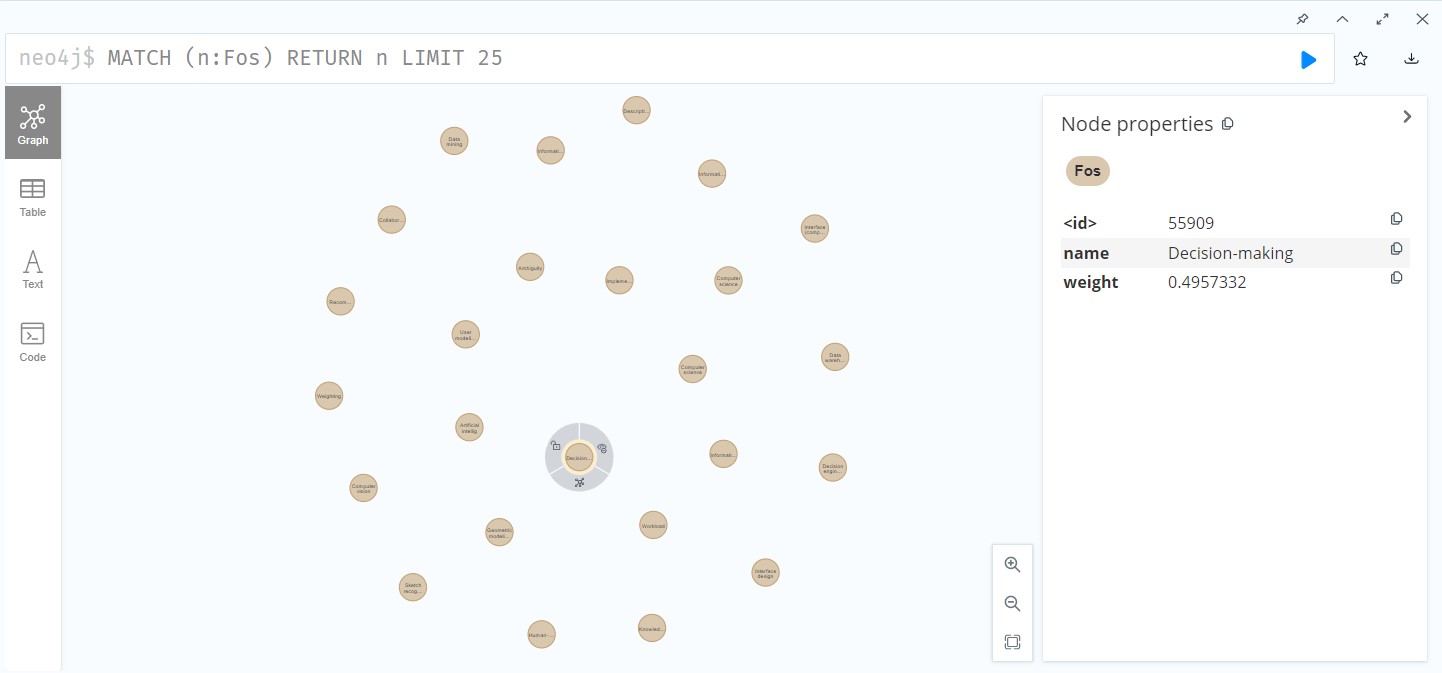 neo4j$ MATCH (n:Fos) RETURN n LIMIT 25
Graph
Table
Text
Code
Descripti...
Data
mining
Informati...
Informati...
Collabor...
Interface
(comp...
Ambiguity
Impleme...
Computer
science
Recom...
User
modeli...
Data
wareh...
Computer
science
Weighting
Artificial
intellig
Decision...
Informati...
Decision
engin...
Computer
vision
Geometric
modeli...
Workload
Interface
design
Sketch
recog...
Human-...
Knowled...
Node properties
Fos
<id> 55909
name Decision-making
weight 0.4957332